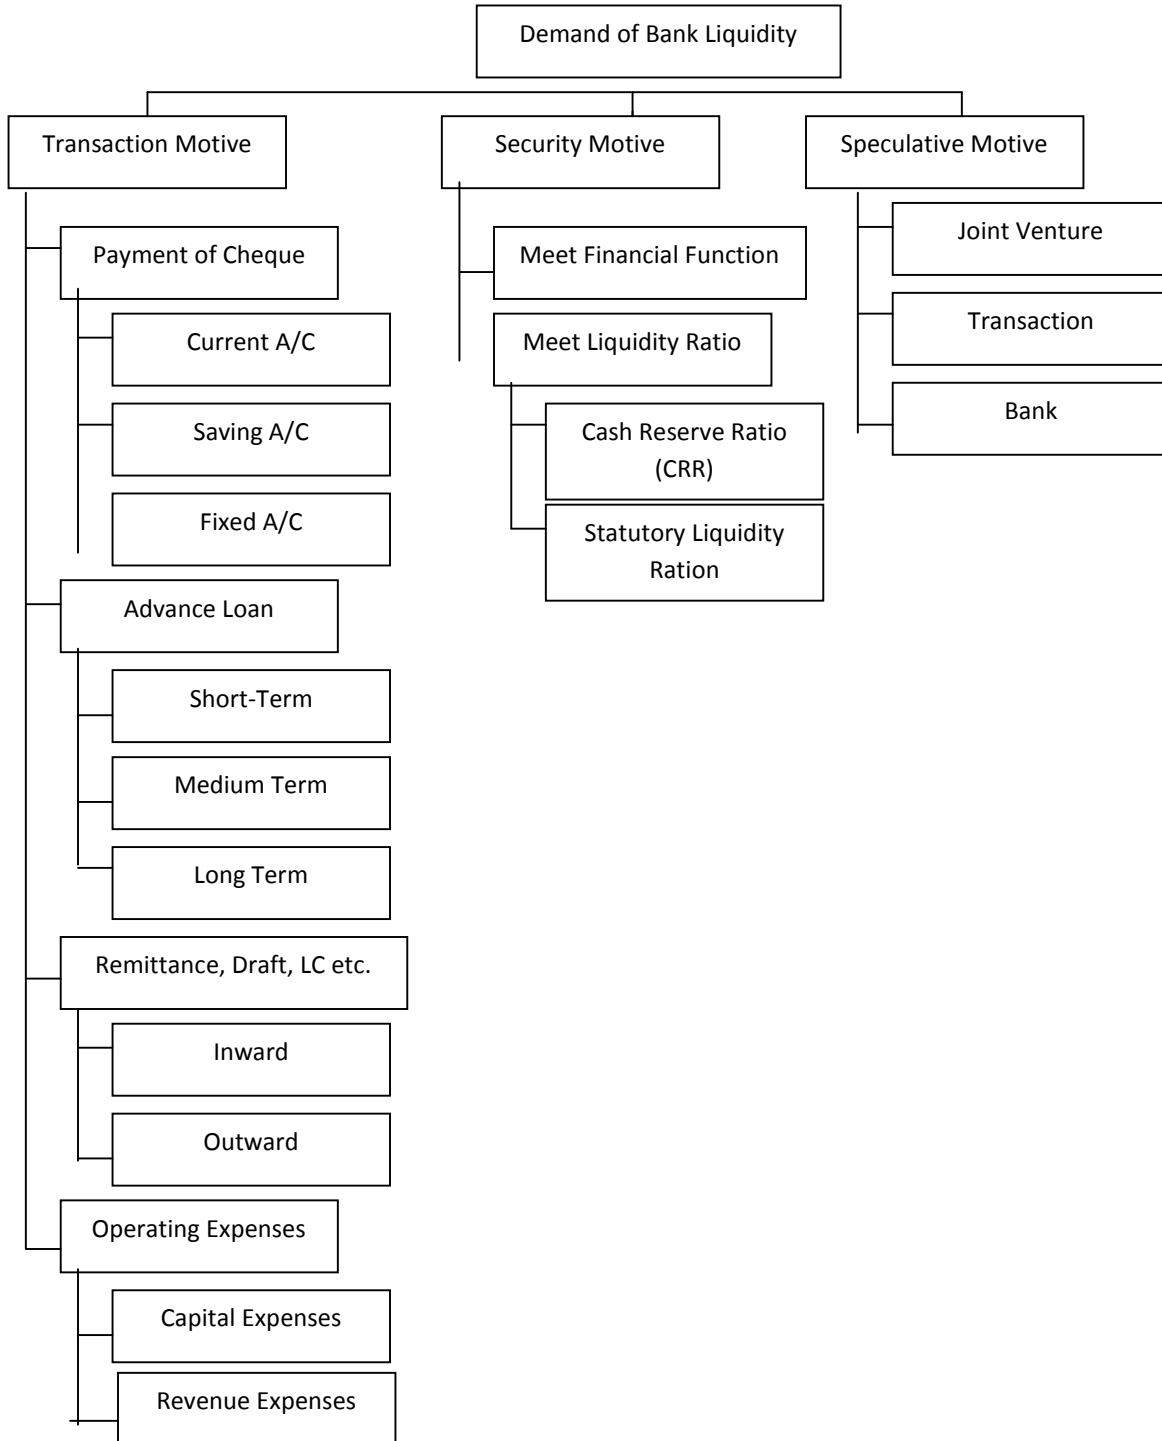 Demand of Bank Liquidity
Transaction Motive
Payment of Cheque
Current A/C
Saving A/C
Fixed A/C
Advance Loan
Short-Term
Medium Term
Long Term
Remittance, Draft, LC etc.
Inward
Outward
Operating Expenses
Capital Expenses
Revenue Expenses
Security Motive
Meet Financial Function
Meet Liquidity Ratio
Cash Reserve Ratio
(CRR)
Statutory Liquidity
Ration
Speculative Motive
Joint Venture
Transaction
Bank